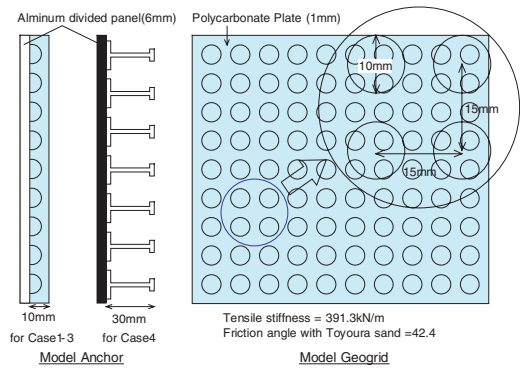 Alminum divided panel(6mm)
Polycarbonate Plate (1mm)
10mm
15mm
15mm
10mm
30mm
for Case1-3
for Case4
Model Anchor
Tensile stiffness = 391.3kN/m
Friction angle with Toyoura sand =42.4
Model Geogrid